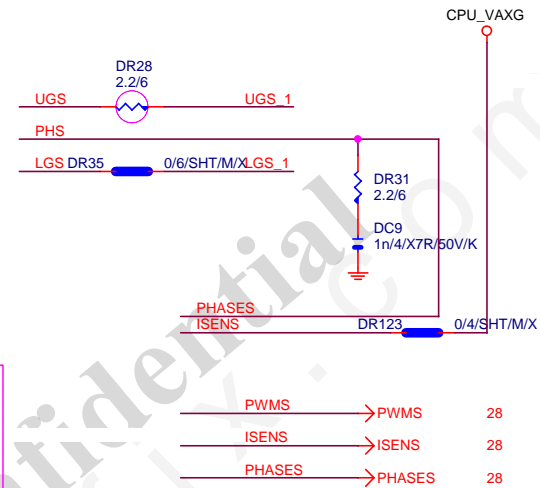 CPU_VAXG
DR28
2.2/6
UGS UGS_1
PHS
LGS DR35 0/6/SHT/M/X LGS_1
DR31
2.2/6
DC9
1n/4/X7R/50V/K
PHASES
ISENS
DR123 0/4/SHT/M/X
PWMS PWMS 28
ISENS ISENS 28
PHASES PHASES 28